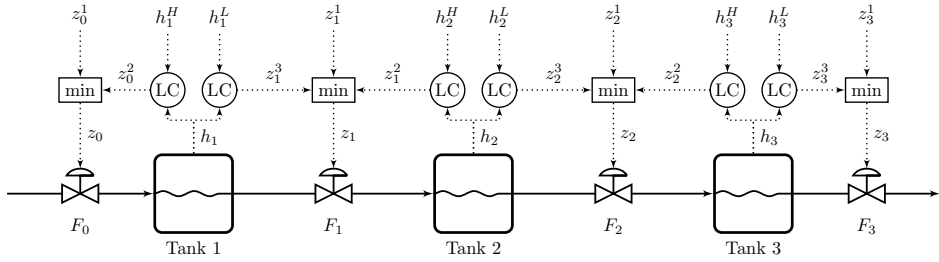 z_0^1 h_1^H h_1^L z_1^1 h_2^H h_2^L z_2^1 h_3^H h_3^L z_3^1
z_0^2 z_1^3 z_1^2 z_2^3 z_2^2 z_3^3
min LC LC min LC LC min LC LC min
z_0 h_1 z_1 h_2 z_2 h_3 z_3
F_0 F_1 F_2 F_3
Tank 1 Tank 2 Tank 3